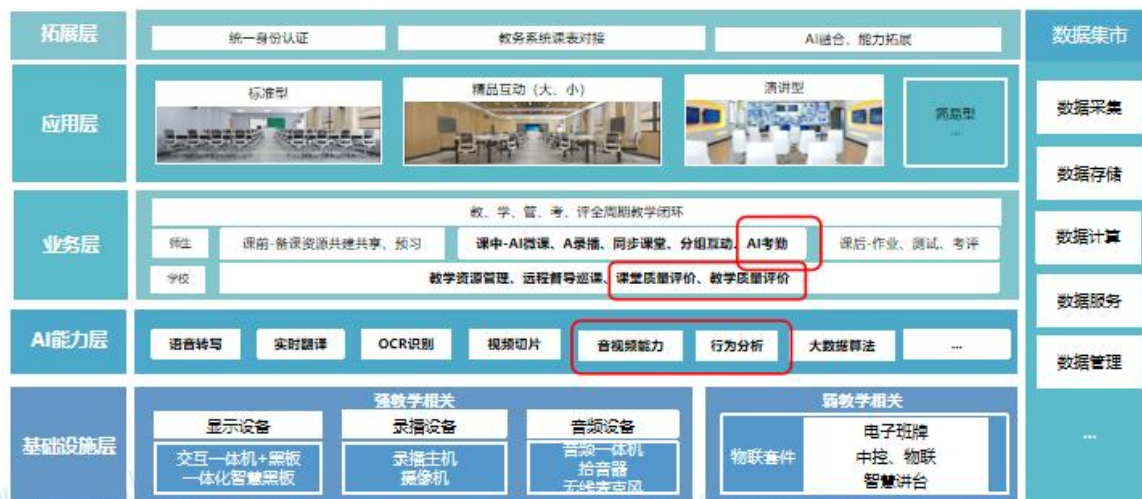 拓展层
统一身份认证
教务系统课表对接
AI融合、能力拓展
数据集市
应用层
标准型
精品互动（大、小）
演讲型
简易型
...
数据采集
数据存储
业务层
教、学、管、考、评全周期教学闭环
师生
课前-备课资源共建共享、预习
课中-AI微课、A录播、同步课堂、分组互动、AI考勤
课后-作业、测试、考评
学校
教学资源管理、远程督导巡课、课堂质量评价、教学质量评价
数据计算
数据服务
AI能力层
语音转写
实时翻译
OCR识别
视频切片
音视频能力
行为分析
大数据算法
...
数据管理
基础设施层
强教学相关
显示设备
交互一体机+黑板
一体化智慧黑板
录播设备
录播主机
摄像机
音频设备
音频一体机
拾音器
无线麦克风
弱教学相关
物联套件
电子班牌
中控、物联
智慧讲台
...